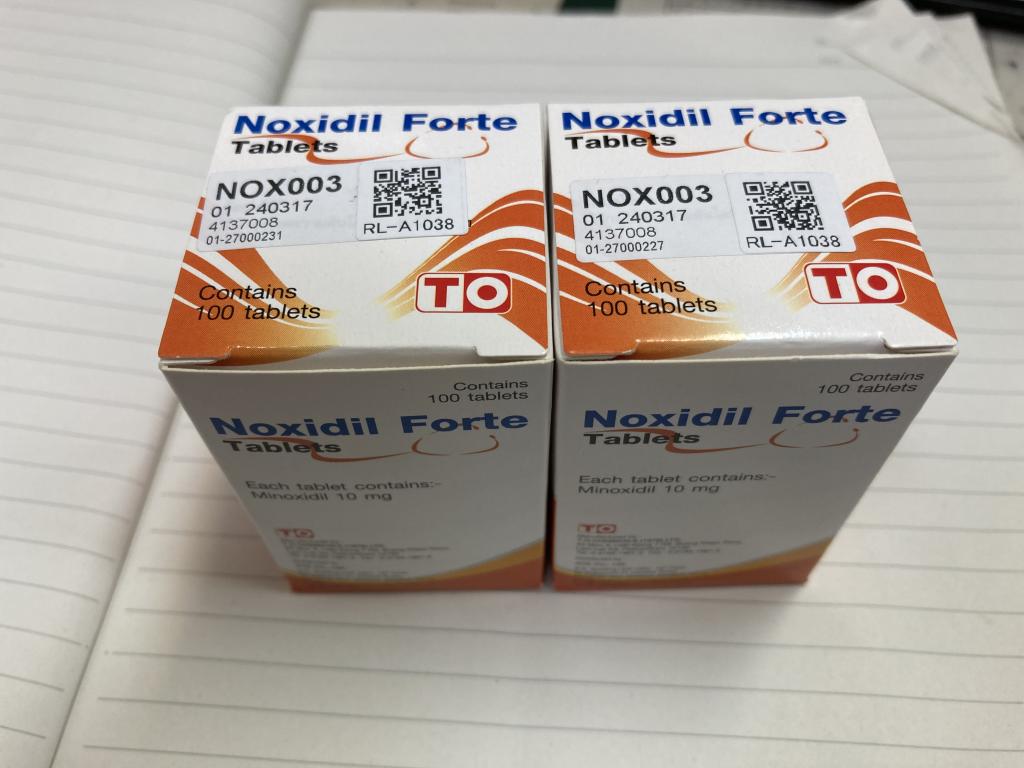 Noxidil Forte
Tablets
NOX003
01 240317
4137008
01-27000231
RL-A1038
Contains
100 tablets
TO
Contains
100 tablets
Noxidil Forte
Tablets
Each tablet contains:-
Minoxidil 10 mg
TO
Noxidil Forte
Tablets
NOX003
01 240317
4137008
01-27000227
RL-A1038
Contains
100 tablets
TO
Contains
100 tablets
Noxidil Forte
Tablets
Each tablet contains:-
Minoxidil 10 mg
TO